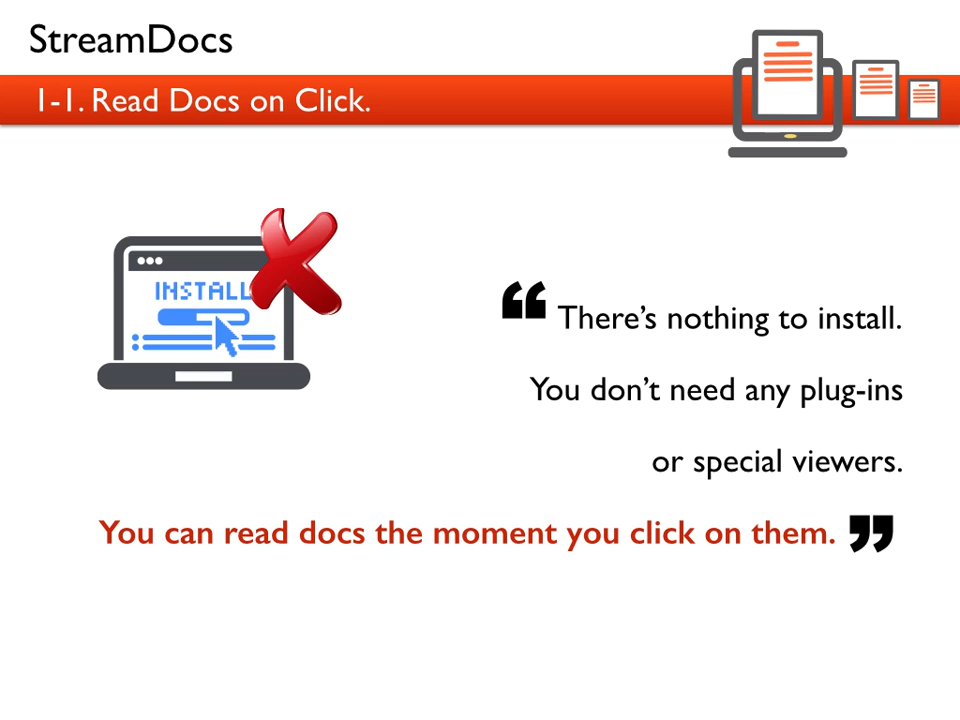 StreamDocs
1-1. Read Docs on Click.
INSTALL
“ There’s nothing to install.
You don’t need any plug-ins
or special viewers.
You can read docs the moment you click on them. ”